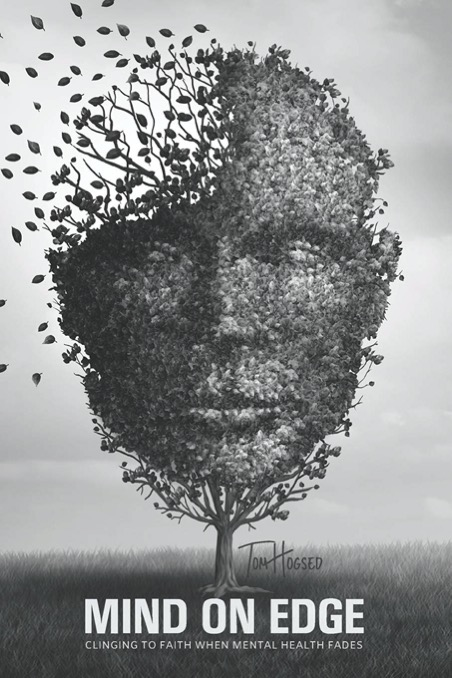 Tom Hogsed
MIND ON EDGE
CLINGING TO FAITH WHEN MENTAL HEALTH FADES